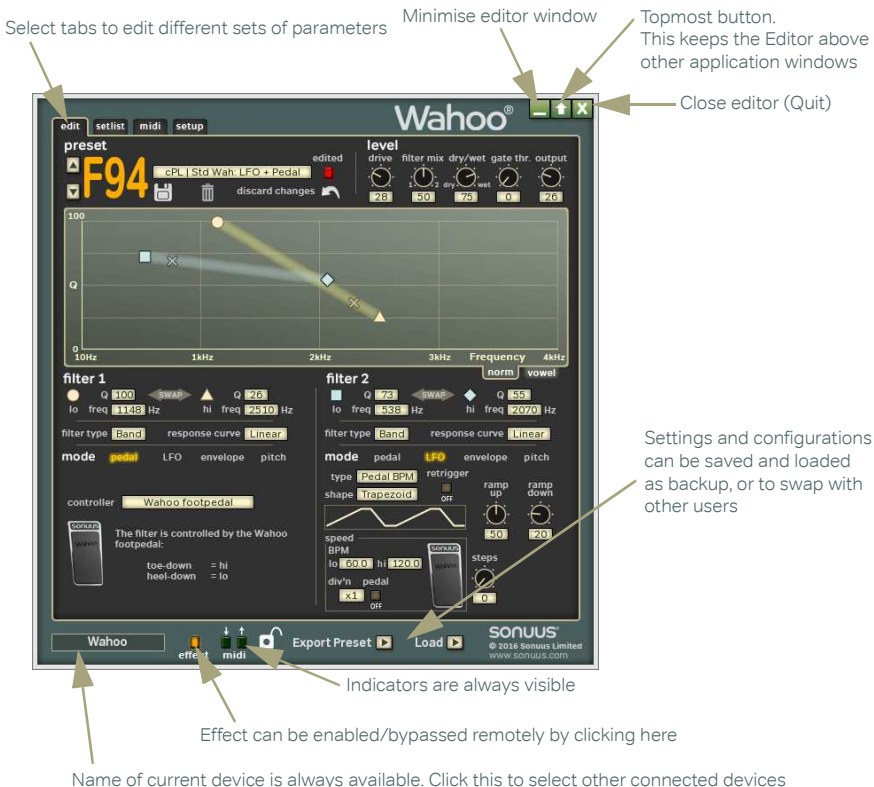 Select tabs to edit different sets of parameters
Minimise editor window
Topmost button.
This keeps the Editor above
other application windows
Close editor (Quit)
Wahoo®
X
edit setlist midi setup
preset
F94
edited
cPL | Std Wah: LFO + Pedal
discard changes
level
drive filter mix dry/wet gate thr. output
1 2 dry wet
28 50 75 0 26
100
Q
0
10Hz 1kHz 2kHz 3kHz Frequency 4kHz
norm vowel
filter 1
Q 100 SWAP Q 26
lo freq 1148 Hz hi freq 2510 Hz
filter type Band response curve Linear
mode pedal LFO envelope pitch
controller Wahoo footpedal
sonuus
Wahoo
The filter is controlled by the Wahoo
footpedal:
toe-down = hi
heel-down = lo
filter 2
Q 73 SWAP Q 55
lo freq 538 Hz hi freq 2070 Hz
filter type Band response curve Linear
mode pedal LFO envelope pitch
type Pedal BPM retrigger
shape Trapezoid OFF
ramp up
ramp down
50 20
speed
BPM
lo 60.0 hi 120.0
div'n pedal
x1 OFF
sonuus
Wahoo
steps
0
Settings and configurations
can be saved and loaded
as backup, or to swap with
other users
Wahoo
effect midi
Export Preset Load
sonuus®
© 2016 Sonuus Limited
www.sonuus.com
Indicators are always visible
Effect can be enabled/bypassed remotely by clicking here
Name of current device is always available. Click this to select other connected devices